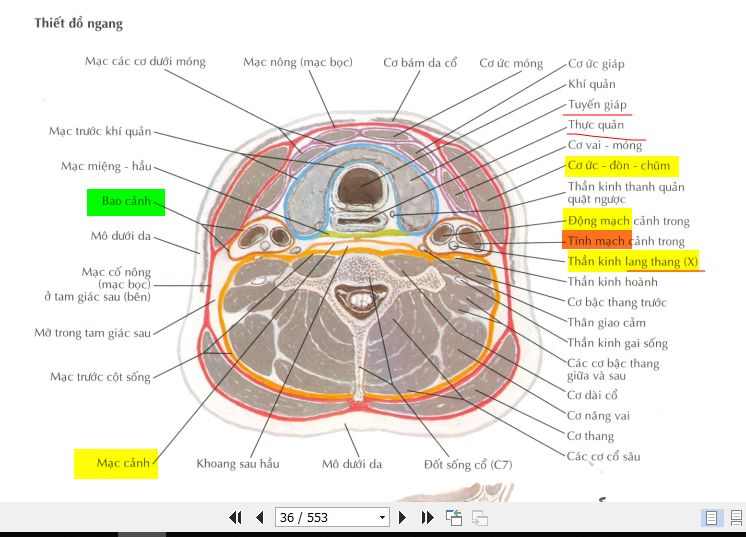 Thiết đồ ngang
Mạc các cơ dưới móng
Mạc nông (mạc bọc)
Cơ bám da cổ
Cơ ức móng
Cơ ức giáp
Khí quản
Tuyến giáp
Thực quản
Cơ vai - móng
Cơ ức - đòn - chũm
Thần kinh thanh quản
quặt ngược
Động mạch cảnh trong
Tĩnh mạch cảnh trong
Thần kinh lang thang (X)
Thần kinh hoành
Cơ bậc thang trước
Thân giao cảm
Thần kinh gai sống
Các cơ bậc thang
giữa và sau
Cơ dài cổ
Cơ nâng vai
Cơ thang
Các cơ cổ sâu
Mạc trước khí quản
Mạc miệng - hầu
Bao cảnh
Mô dưới da
Mạc cổ nông
(mạc bọc)
ở tam giác sau (bên)
Mỡ trong tam giác sau
Mạc trước cột sống
Mạc cảnh
Khoang sau hầu
Mô dưới da
Đốt sống cổ (C7)
36 / 553